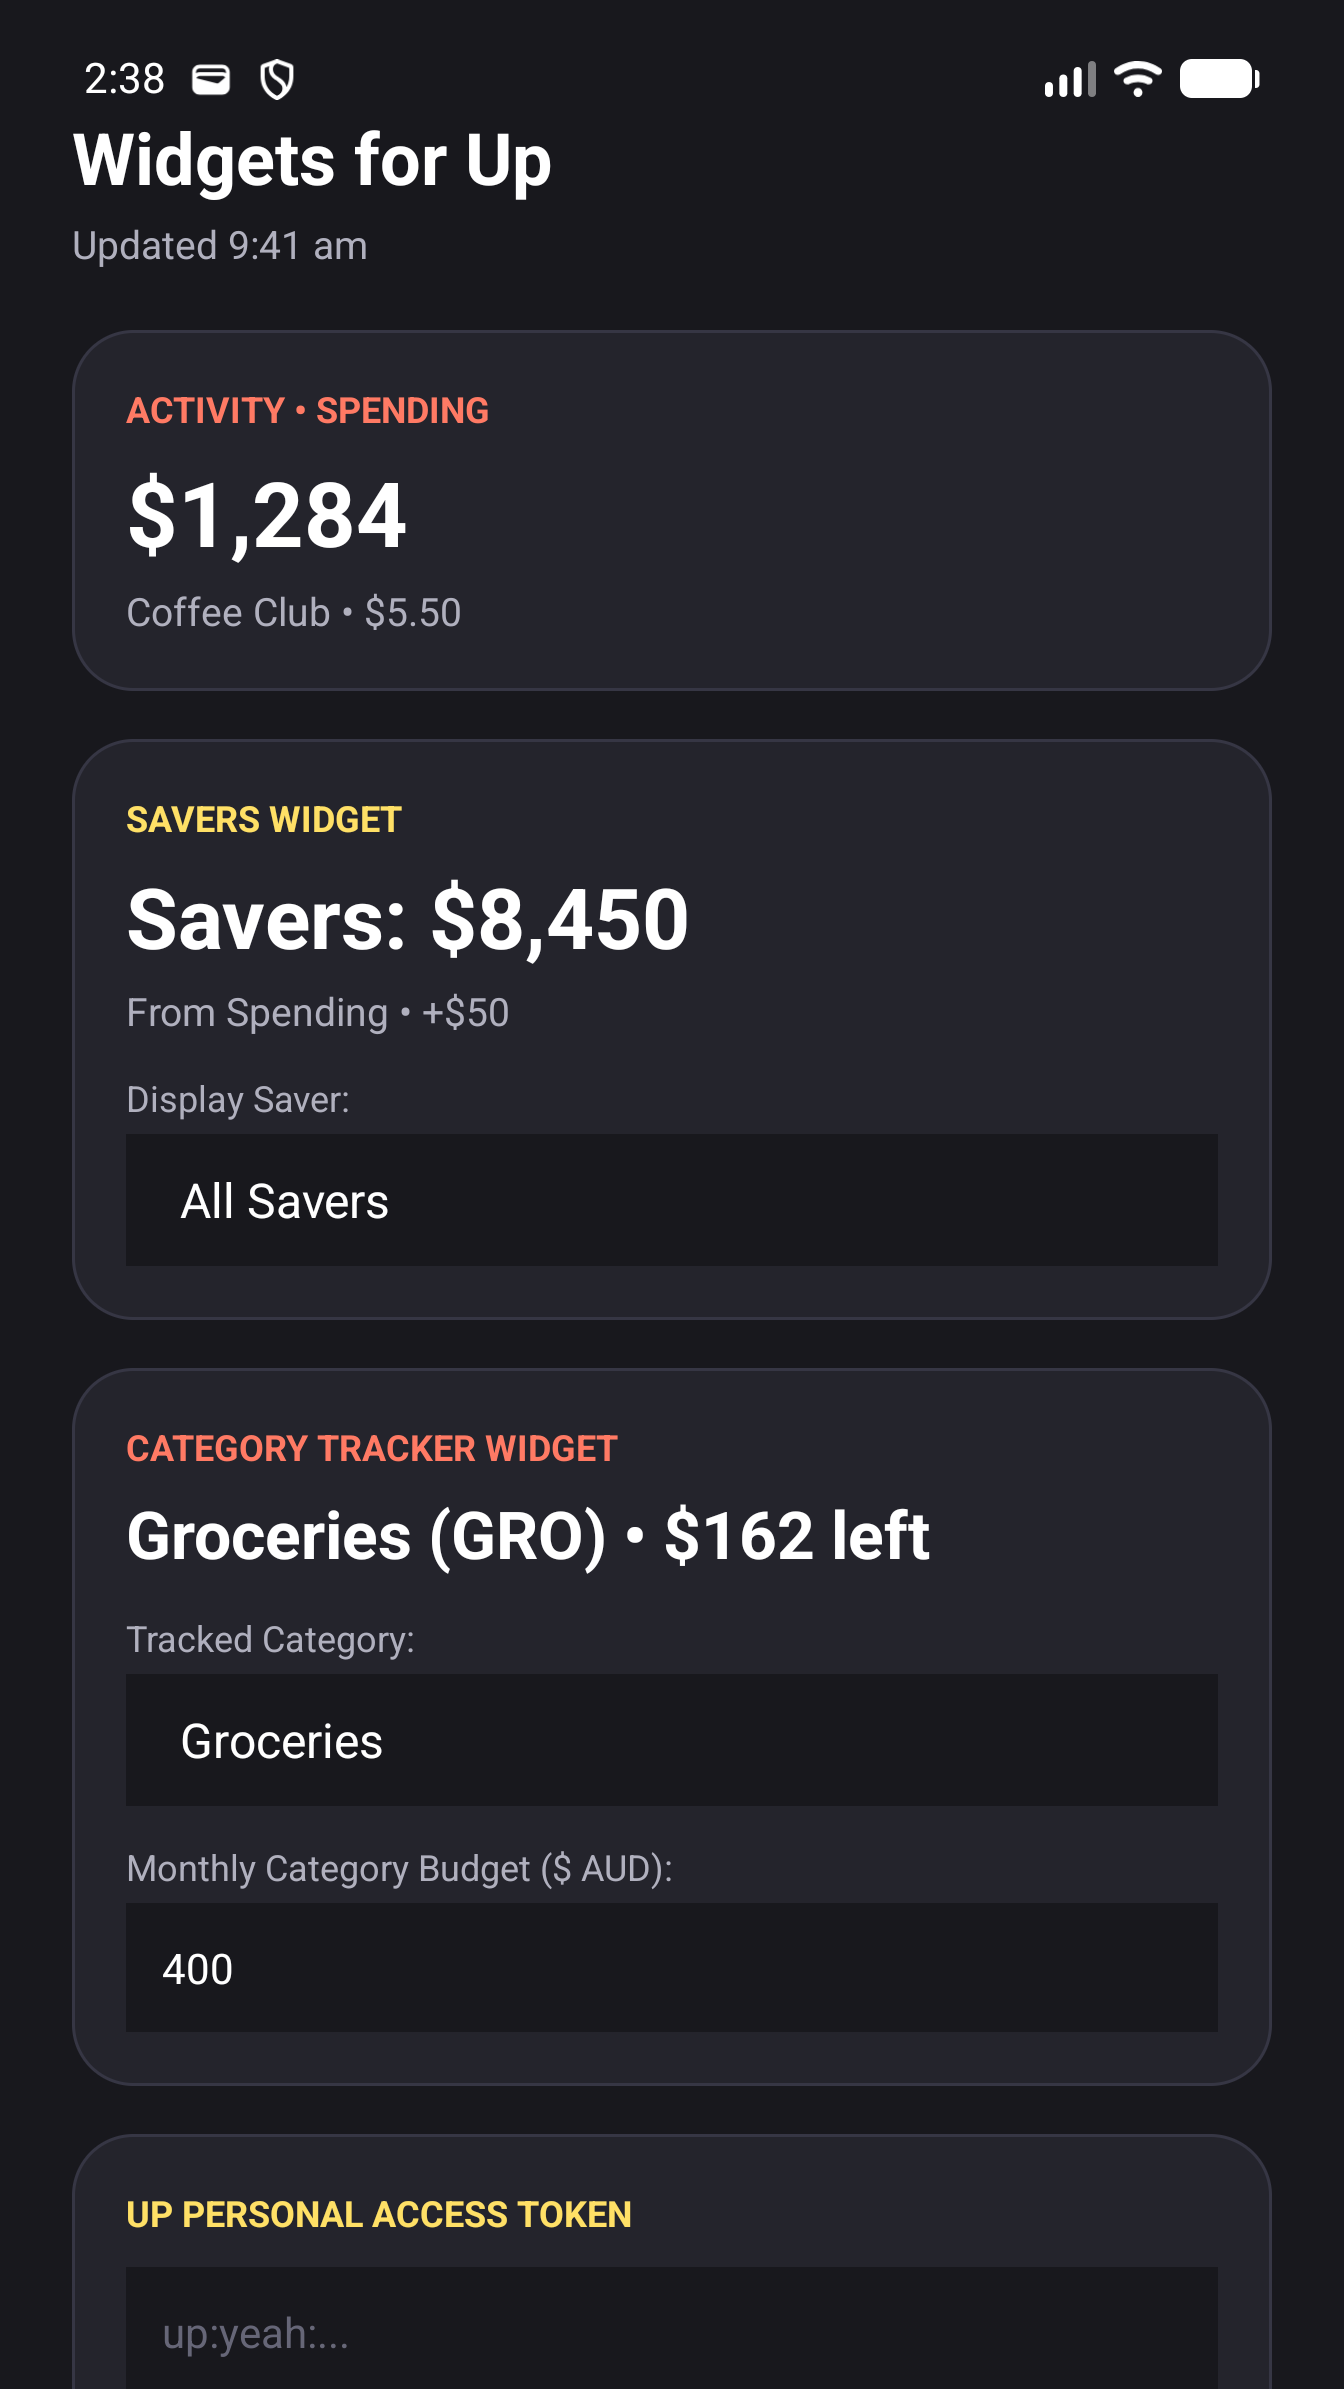 2:38
Widgets for Up
Updated 9:41 am
ACTIVITY • SPENDING
$1,284
Coffee Club • $5.50
SAVERS WIDGET
Savers: $8,450
From Spending • +$50
Display Saver:
All Savers
CATEGORY TRACKER WIDGET
Groceries (GRO) • $162 left
Tracked Category:
Groceries
Monthly Category Budget ($ AUD):
400
UP PERSONAL ACCESS TOKEN
up:yeah:...